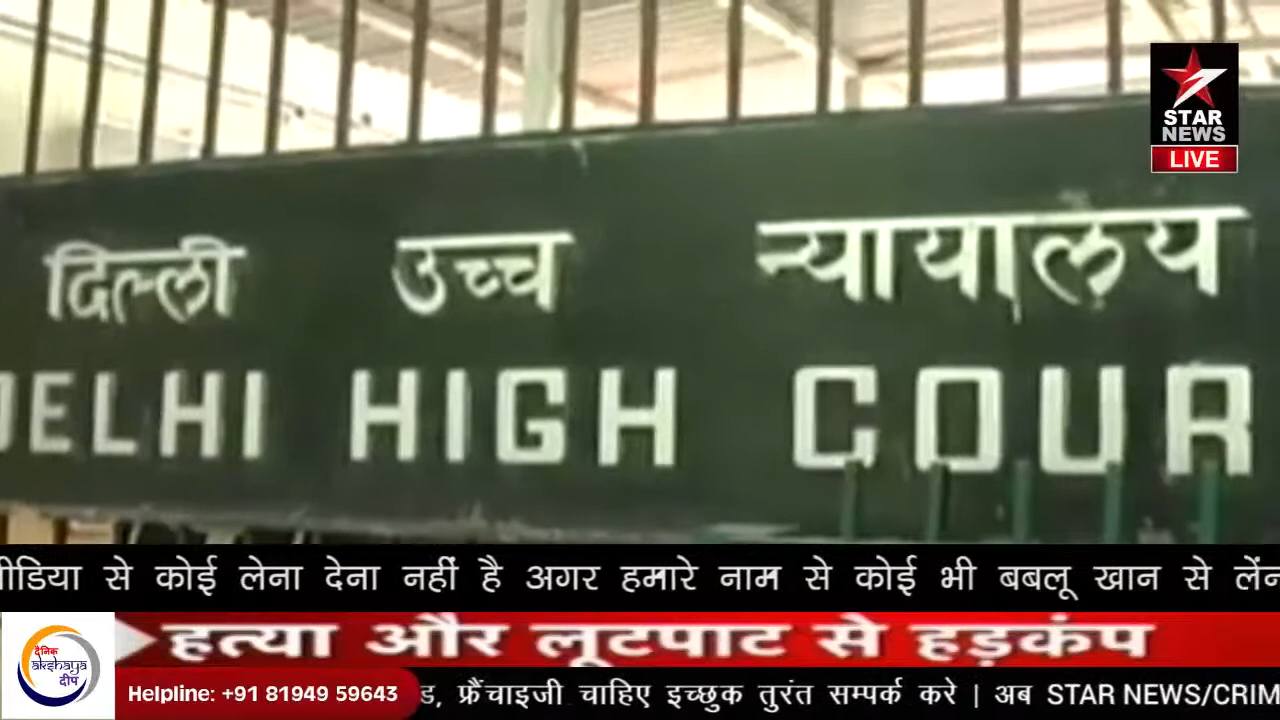 STAR
NEWS
LIVE
दिल्ली उच्च न्यायालय
DELHI HIGH COUR
से कोई लेना देना नहीं है अगर हमारे नाम से कोई भी बबलू खान से
हत्या और लूटपाट से हड़कंप
दैनिक
akshaya
दीप
Helpline: +91 81949 59643
ड, फ्रैंचाइजी चाहिए इच्छुक तुरंत सम्पर्क करे | अब STAR NEWS/CRIM